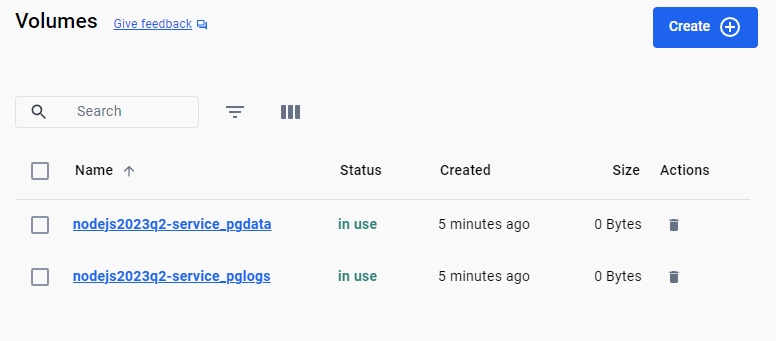 Volumes Give feedback
Create
Search
Name Status Created Size Actions
nodejs2023q2-service_pgdata in use 5 minutes ago 0 Bytes
nodejs2023q2-service_pglogs in use 5 minutes ago 0 Bytes